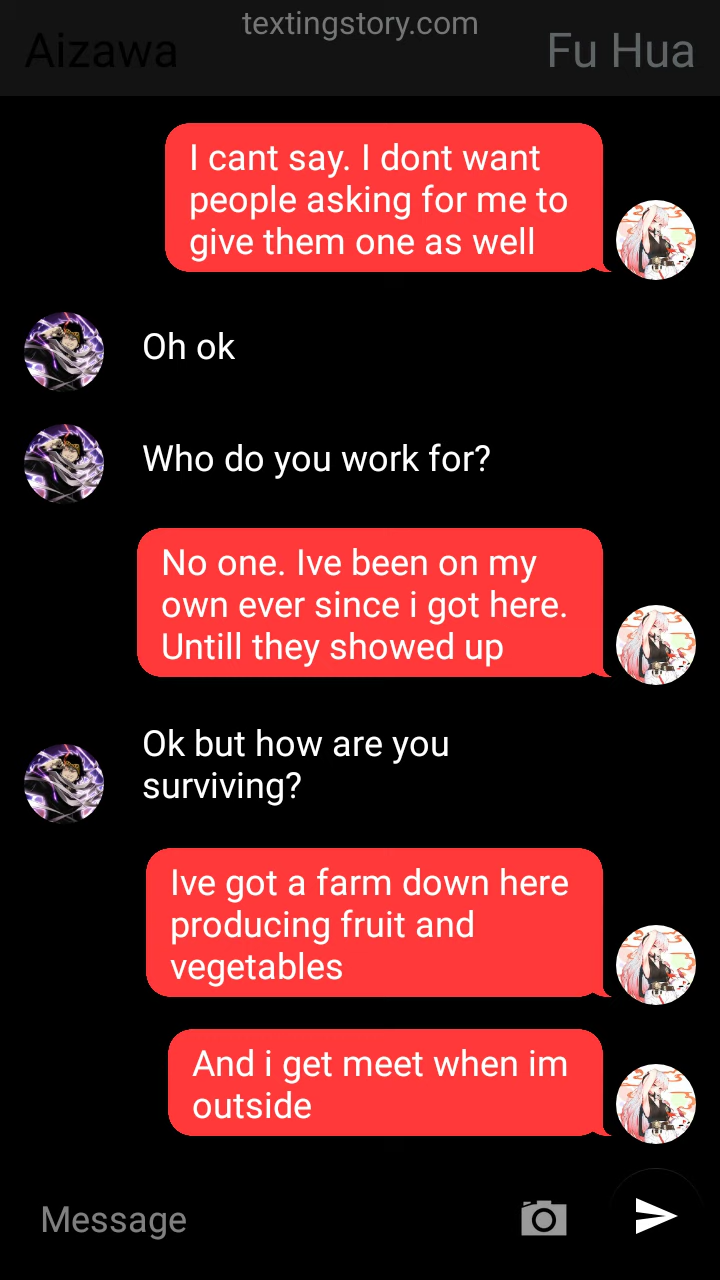 textingstory.com
Aizawa
Fu Hua
I cant say. I dont want
people asking for me to
give them one as well
Oh ok
Who do you work for?
No one. Ive been on my
own ever since i got here.
Untill they showed up
Ok but how are you
surviving?
Ive got a farm down here
producing fruit and
vegetables
And i get meet when im
outside
Message